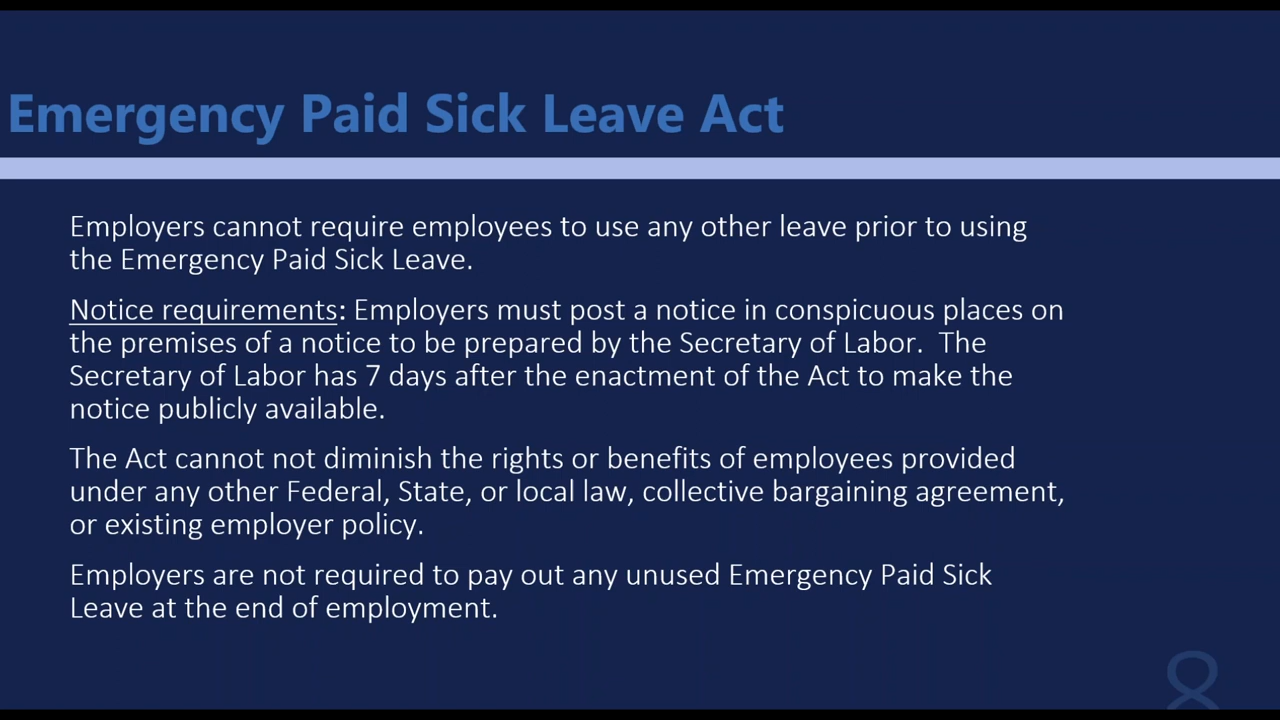 Emergency Paid Sick Leave Act
Employers cannot require employees to use any other leave prior to using
the Emergency Paid Sick Leave.
Notice requirements: Employers must post a notice in conspicuous places on
the premises of a notice to be prepared by the Secretary of Labor.  The
Secretary of Labor has 7 days after the enactment of the Act to make the
notice publicly available.
The Act cannot not diminish the rights or benefits of employees provided
under any other Federal, State, or local law, collective bargaining agreement,
or existing employer policy.
Employers are not required to pay out any unused Emergency Paid Sick
Leave at the end of employment.
8